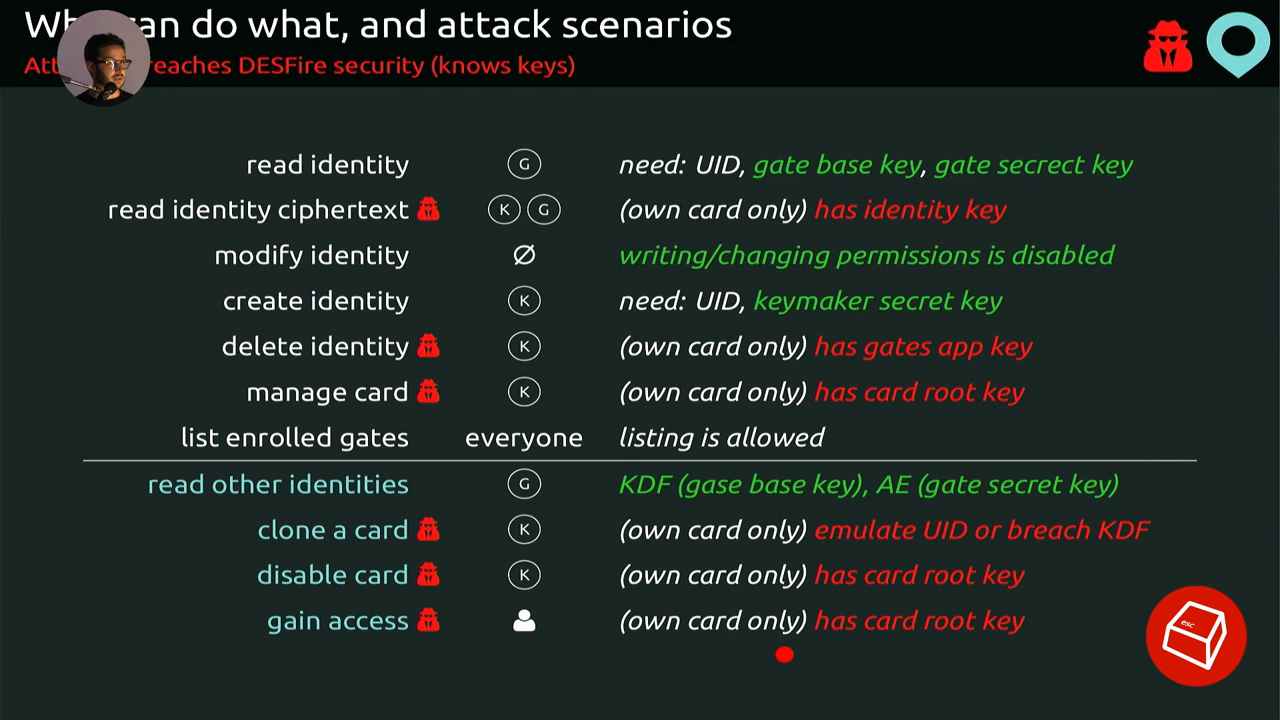 can do what, and attack scenarios
DESFire security (knows keys)
read identity G need: UID, gate base key, gate secrect key
read identity ciphertext K G (own card only) has identity key
modify identity ∅ writing/changing permissions is disabled
create identity K need: UID, keymaker secret key
delete identity K (own card only) has gates app key
manage card K (own card only) has card root key
list enrolled gates everyone listing is allowed
read other identities G KDF (gase base key), AE (gate secret key)
clone a card K (own card only) emulate UID or breach KDF
disable card K (own card only) has card root key
gain access (own card only) has card root key
esc